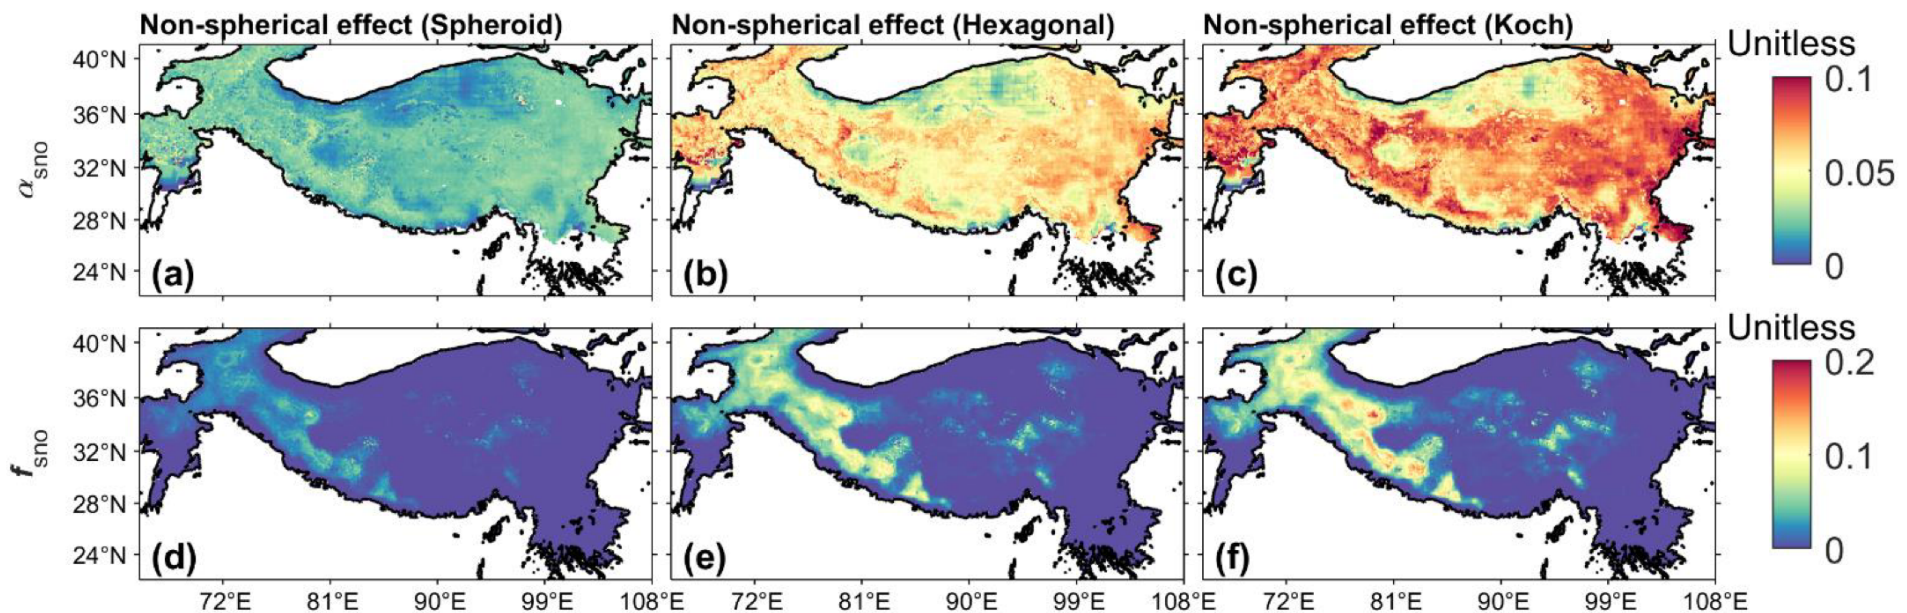 Non-spherical effect (Spheroid) Non-spherical effect (Hexagonal) Non-spherical effect (Koch)
Unitless
40°N
36°N
32°N
28°N
24°N
α_sno
(a) (b) (c)
0.1
0.05
0
Unitless
40°N
36°N
32°N
28°N
24°N
f_sno
(d) (e) (f)
0.2
0.1
0
72°E 81°E 90°E 99°E 108°E 72°E 81°E 90°E 99°E 108°E 72°E 81°E 90°E 99°E 108°E